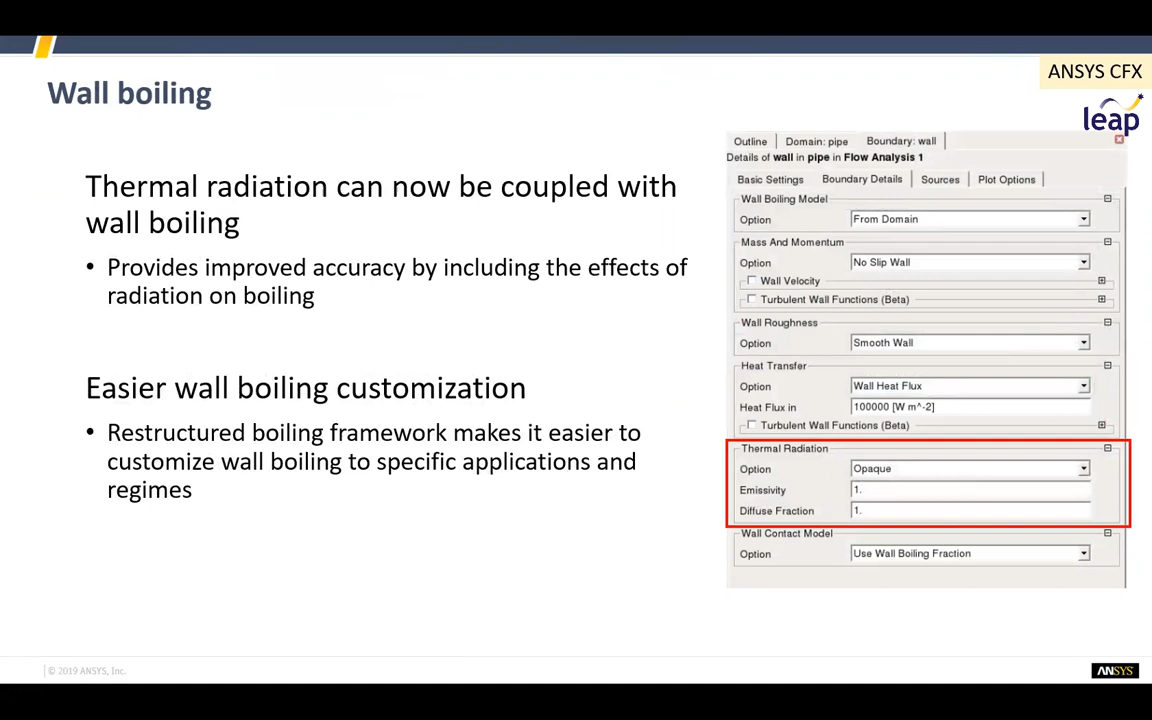 ANSYS CFX
leap
Wall boiling
Thermal radiation can now be coupled with
wall boiling
• Provides improved accuracy by including the effects of
radiation on boiling
Easier wall boiling customization
• Restructured boiling framework makes it easier to
customize wall boiling to specific applications and
regimes
Outline Domain: pipe Boundary: wall
Details of wall in pipe in Flow Analysis 1
Basic Settings Boundary Details Sources Plot Options
Wall Boiling Model
Option From Domain
Mass And Momentum
Option No Slip Wall
Wall Velocity
Turbulent Wall Functions (Beta)
Wall Roughness
Option Smooth Wall
Heat Transfer
Option Wall Heat Flux
Heat Flux in 100000 [W m^-2]
Turbulent Wall Functions (Beta)
Thermal Radiation
Option Opaque
Emissivity 1.
Diffuse Fraction 1.
Wall Contact Model
Option Use Wall Boiling Fraction
© 2019 ANSYS, Inc.
ANSYS